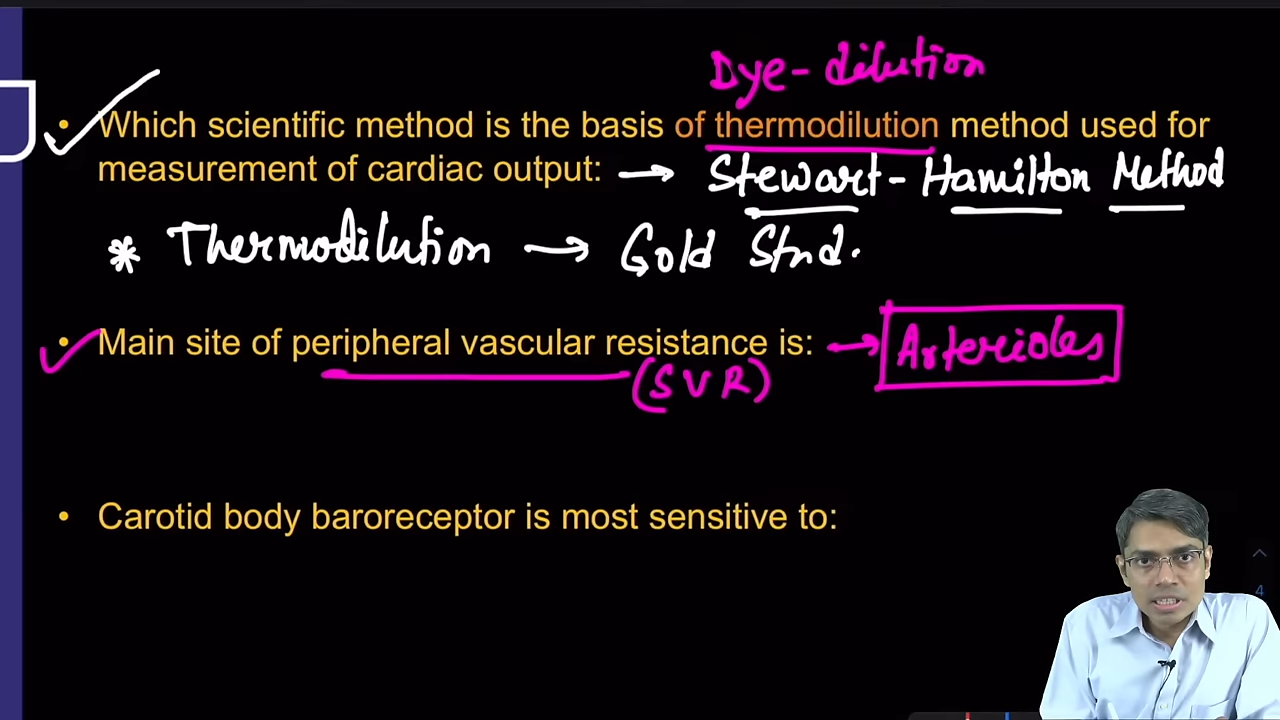 Dye-dilution
• Which scientific method is the basis of thermodilution method used for
measurement of cardiac output: → Stewart-Hamilton Method
* Thermodilution → Gold Stnd.
• Main site of peripheral vascular resistance is: → Arterioles
(SVR)
• Carotid body baroreceptor is most sensitive to:
4